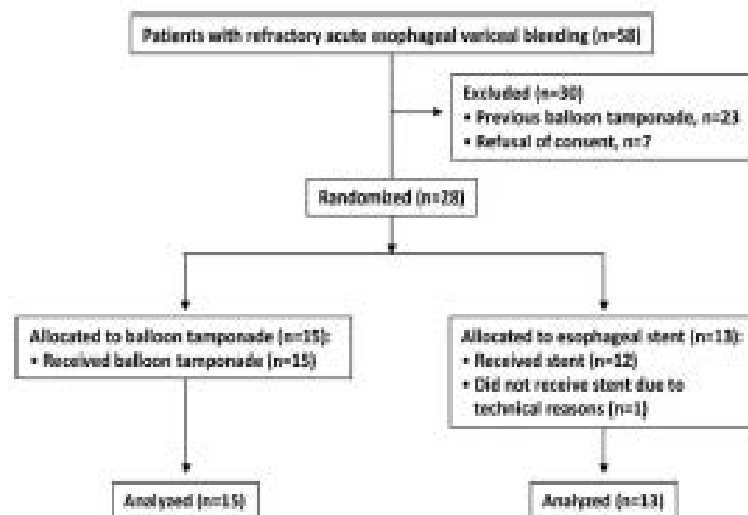 Patients with refractory acute esophageal variceal bleeding (n=58)
Excluded (n=30)
• Previous balloon tamponade, n=23
• Refusal of consent, n=7
Randomized (n=28)
Allocated to balloon tamponade (n=15):
• Received balloon tamponade (n=15)
Allocated to esophageal stent (n=13):
• Received stent (n=12)
• Did not receive stent due to
technical reasons (n=1)
Analyzed (n=15)
Analyzed (n=13)